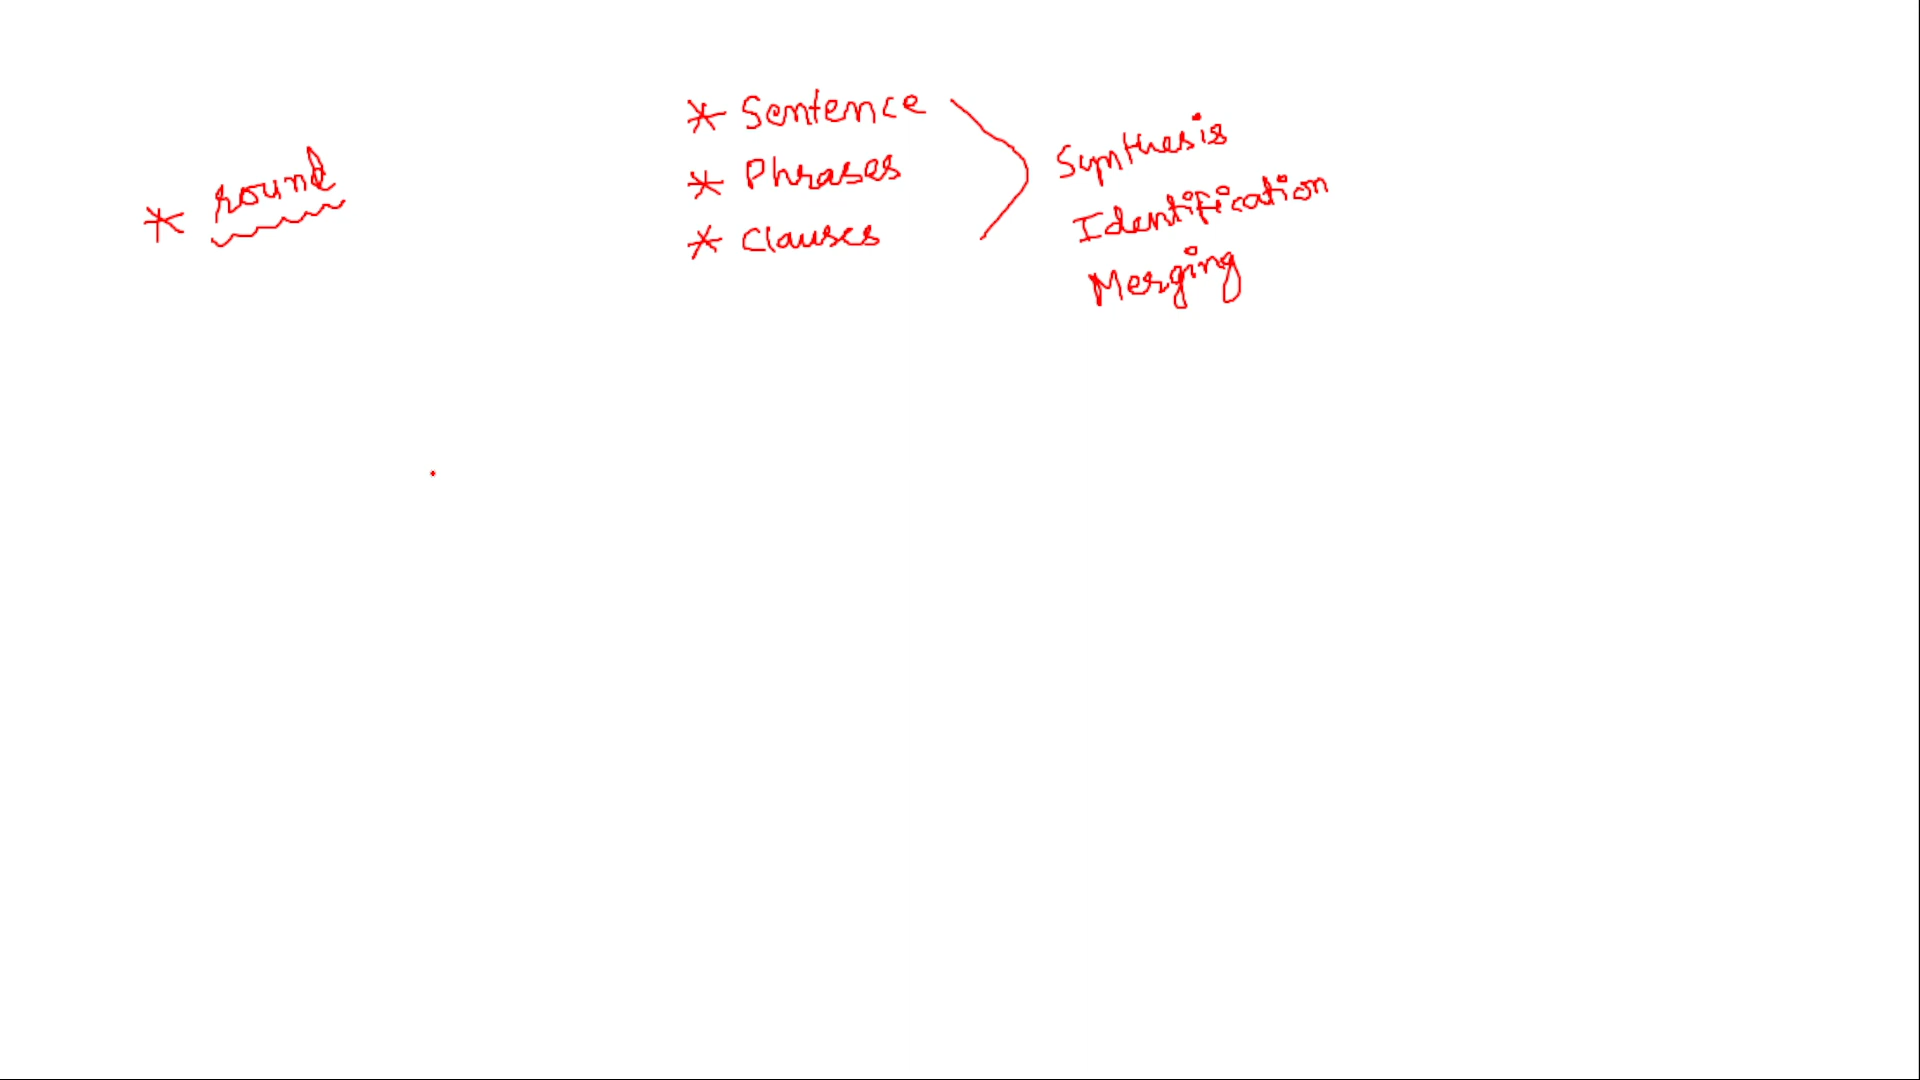 * round
* Sentence
* Phrases
* Clauses
Synthesis
Identification
Merging